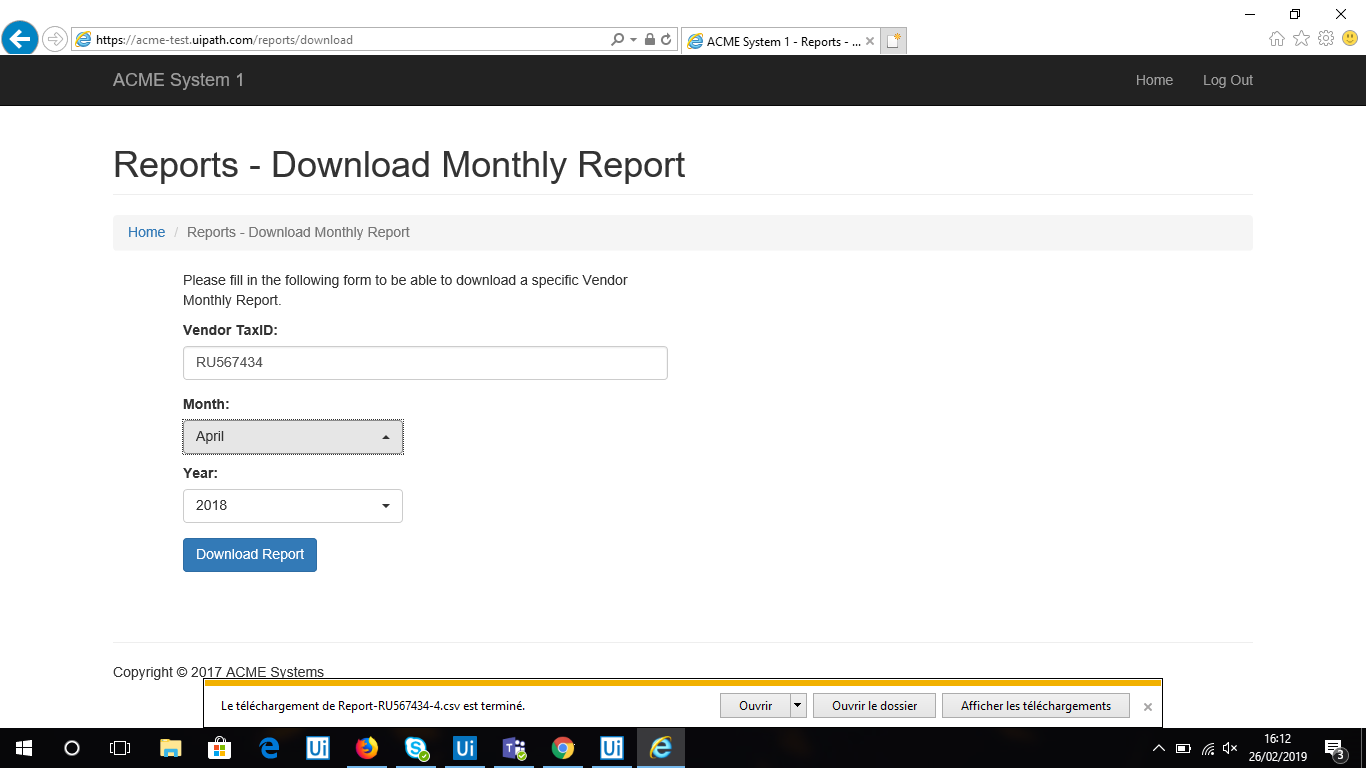 https://acme-test.uipath.com/reports/download
ACME System 1 - Reports - ...
ACME System 1
Home
Log Out
Reports - Download Monthly Report
Home / Reports - Download Monthly Report
Please fill in the following form to be able to download a specific Vendor
Monthly Report.
Vendor TaxID:
RU567434
Month:
April
Year:
2018
Download Report
Copyright © 2017 ACME Systems
Le téléchargement de Report-RU567434-4.csv est terminé.
Ouvrir
Ouvrir le dossier
Afficher les téléchargements
Ui
Ui
Ui
16:12
26/02/2019
3